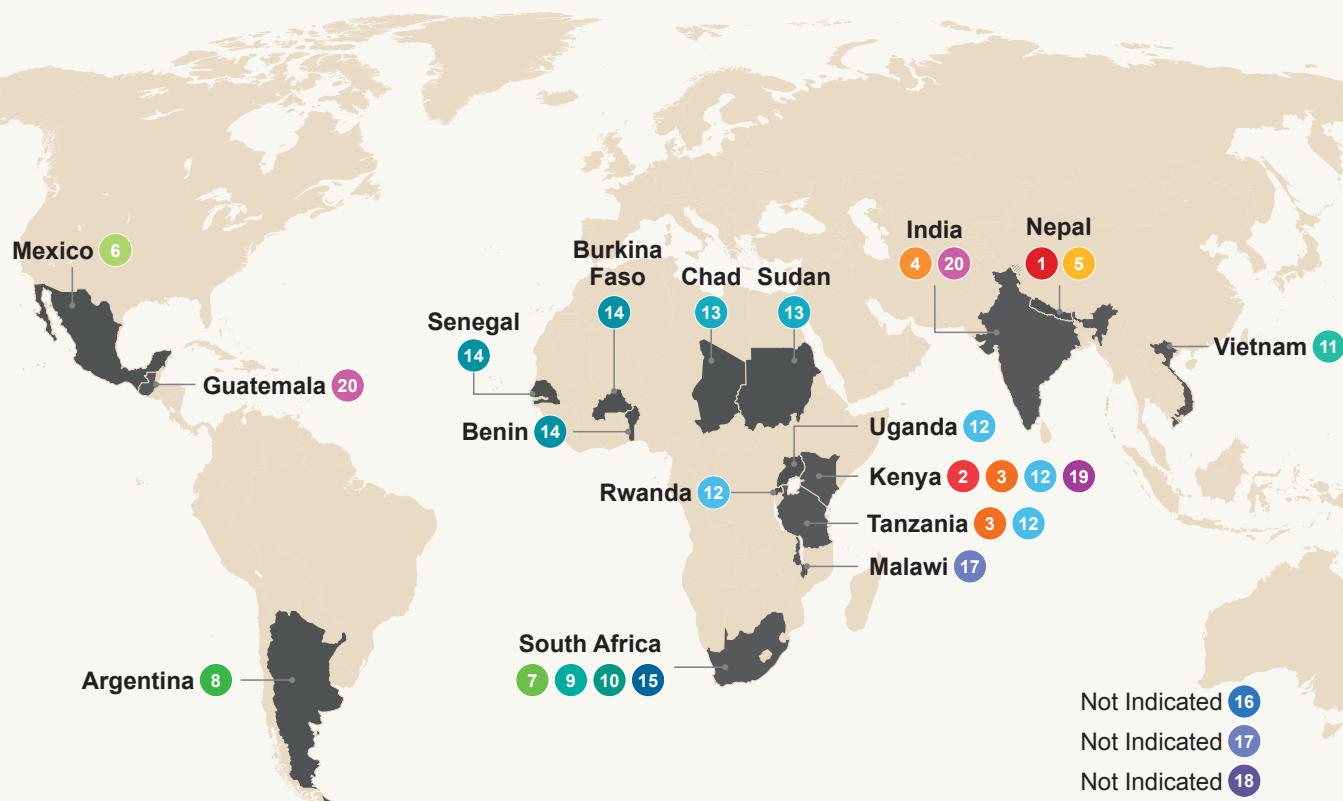 Mexico 6
Guatemala 20
Argentina 8
Senegal
14
Burkina
Faso
14
Benin 14
Chad
13
Sudan
13
Uganda 12
Kenya 2 3 12 19
Rwanda 12
Tanzania 3 12
Malawi 17
South Africa
7 9 10 15
India
4 20
Nepal
1 5
Vietnam 11
Not Indicated 16
Not Indicated 17
Not Indicated 18